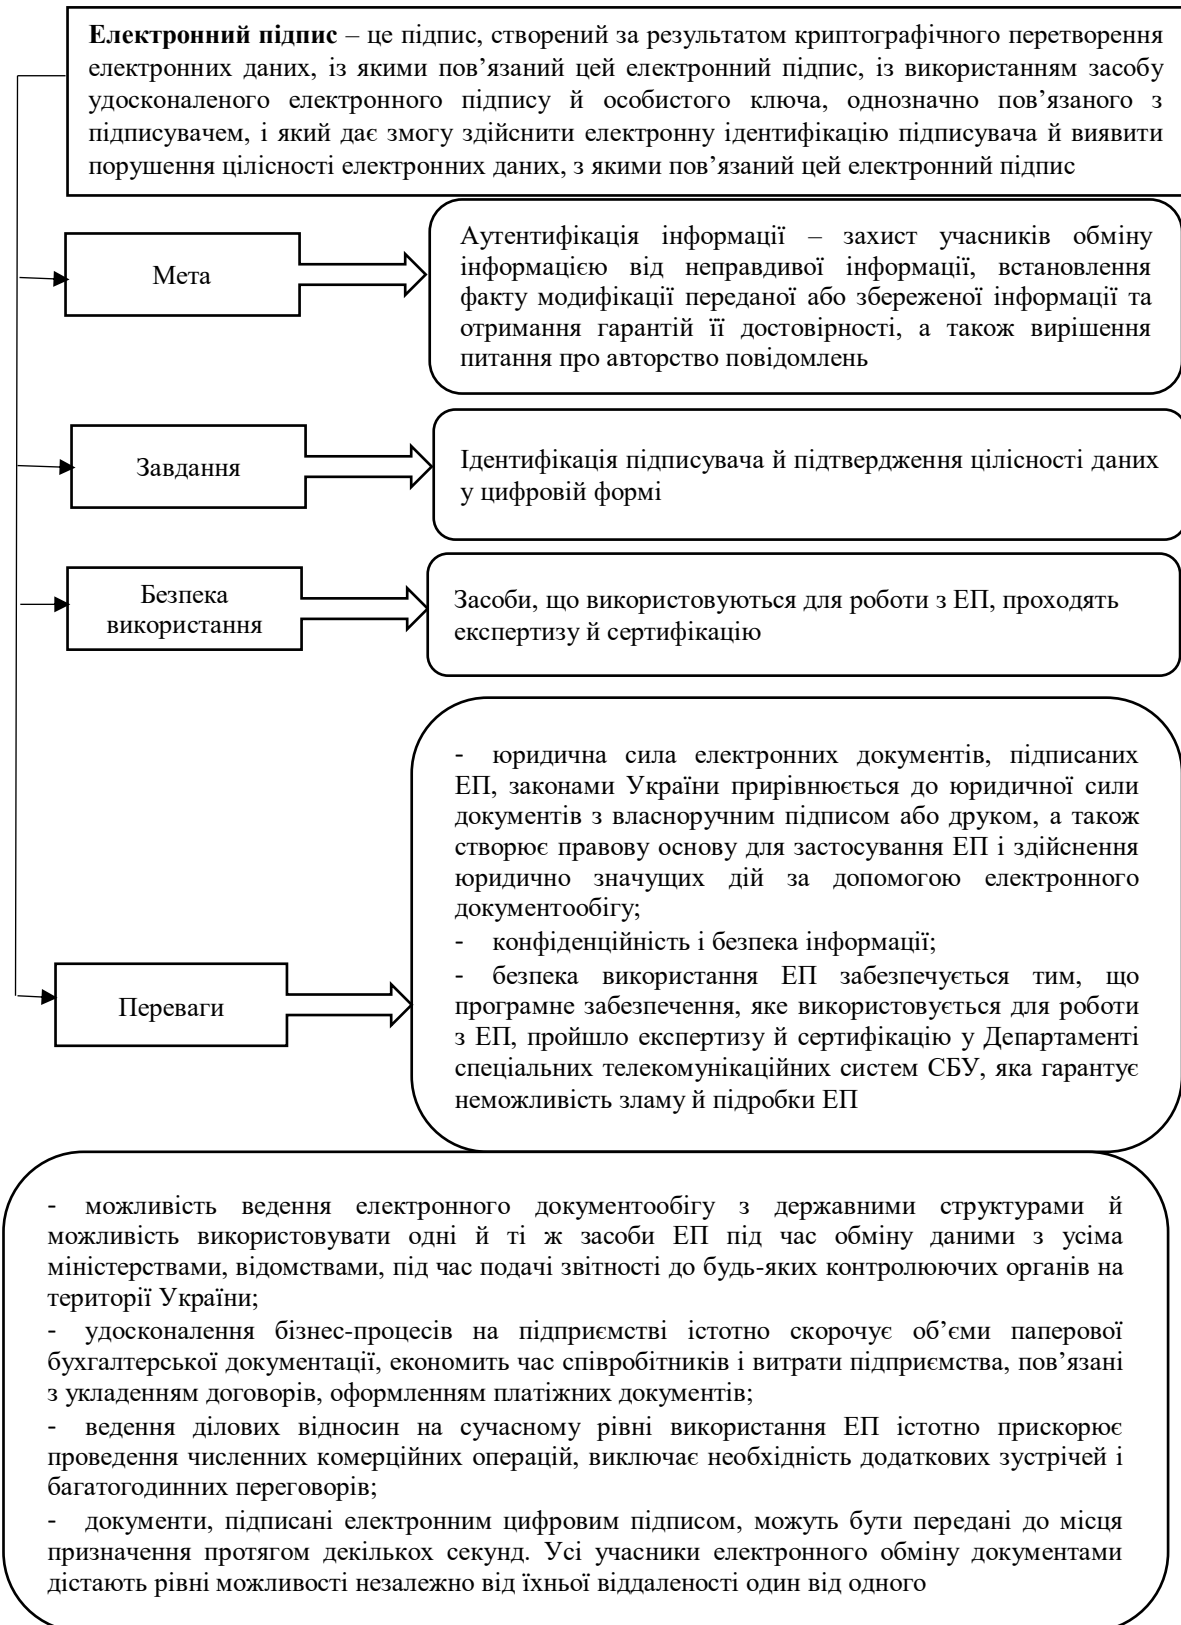 Електронний підпис – це підпис, створений за результатом криптографічного перетворення
електронних даних, із якими пов’язаний цей електронний підпис, із використанням засобу
удосконаленого електронного підпису й особистого ключа, однозначно пов’язаного з
підписувачем, і який дає змогу здійснити електронну ідентифікацію підписувача й виявити
порушення цілісності електронних даних, з якими пов’язаний цей електронний підпис
Мета
Аутентифікація інформації – захист учасників обміну
інформацією від неправдивої інформації, встановлення
факту модифікації переданої або збереженої інформації та
отримання гарантій її достовірності, а також вирішення
питання про авторство повідомлень
Завдання
Ідентифікація підписувача й підтвердження цілісності даних
у цифровій формі
Безпека
використання
Засоби, що використовуються для роботи з ЕП, проходять
експертизу й сертифікацію
Переваги
- юридична сила електронних документів, підписаних
ЕП, законами України прирівнюється до юридичної сили
документів з власноручним підписом або друком, а також
створює правову основу для застосування ЕП і здійснення
юридично значущих дій за допомогою електронного
документообігу;
- конфіденційність і безпека інформації;
- безпека використання ЕП забезпечується тим, що
програмне забезпечення, яке використовується для роботи
з ЕП, пройшло експертизу й сертифікацію у Департаменті
спеціальних телекомунікаційних систем СБУ, яка гарантує
неможливість зламу й підробки ЕП
- можливість ведення електронного документообігу з державними структурами й
можливість використовувати одні й ті ж засоби ЕП під час обміну даними з усіма
міністерствами, відомствами, під час подачі звітності до будь-яких контролюючих органів на
території України;
- удосконалення бізнес-процесів на підприємстві істотно скорочує об’єми паперової
бухгалтерської документації, економить час співробітників і витрати підприємства, пов’язані
з укладенням договорів, оформленням платіжних документів;
- ведення ділових відносин на сучасному рівні використання ЕП істотно прискорює
проведення численних комерційних операцій, виключає необхідність додаткових зустрічей і
багатогодинних переговорів;
- документи, підписані електронним цифровим підписом, можуть бути передані до місця
призначення протягом декількох секунд. Усі учасники електронного обміну документами
дістають рівні можливості незалежно від їхньої віддаленості один від одного